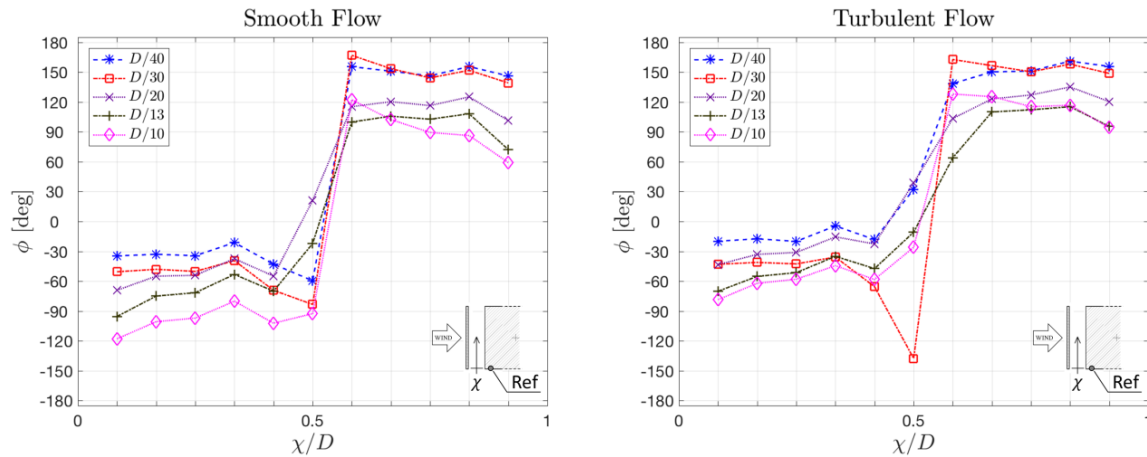 Smooth Flow
180
150
120
90
60
30
0
-30
-60
-90
-120
-150
-180
ϕ [deg]
D/40
D/30
D/20
D/13
D/10
WIND
χ
Ref
0
0.5
1
χ/D
Turbulent Flow
180
150
120
90
60
30
0
-30
-60
-90
-120
-150
-180
ϕ [deg]
D/40
D/30
D/20
D/13
D/10
WIND
χ
Ref
0
0.5
1
χ/D